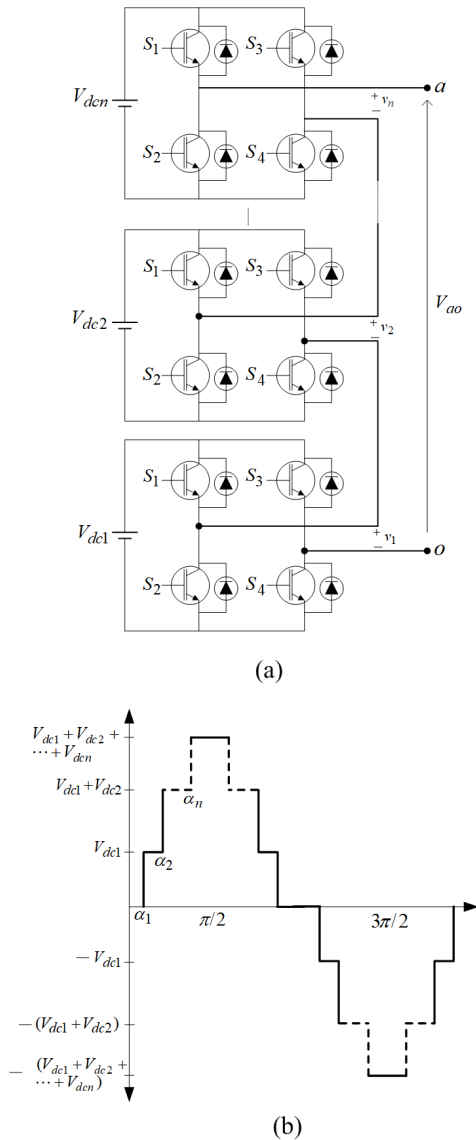 S1 S3
+ vn − a
Vdcn
S2 S4
S1 S3
Vdc2 + v2 − Vao
S2 S4
S1 S3
Vdc1 + v1 −
o
S2 S4
(a)
Vdc1 + Vdc2 +
⋯ + Vdcn
Vdc1 + Vdc2
αn
Vdc1
α2
α1 π/2 3π/2
− Vdc1
− (Vdc1 + Vdc2)
− (Vdc1 + Vdc2 +
⋯ + Vdcn)
(b)